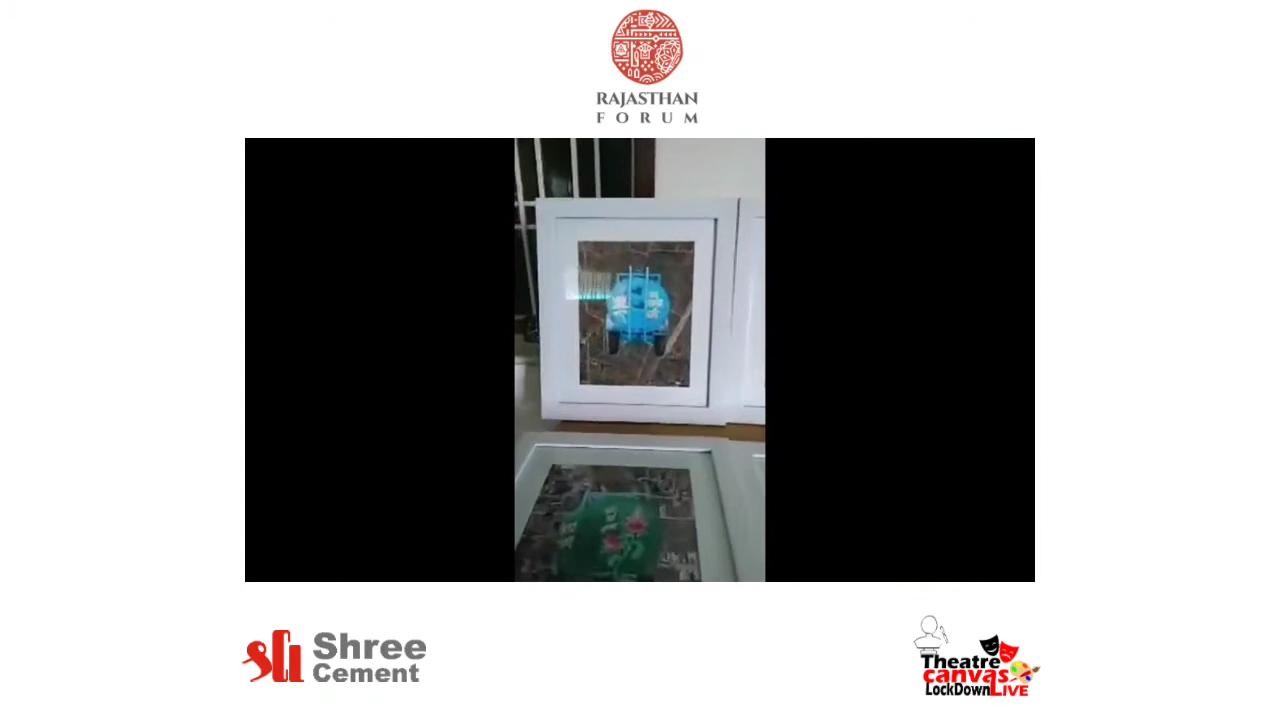 RAJASTHAN
FORUM
Shree
Cement
Theatre
canvas
LockDown LIVE